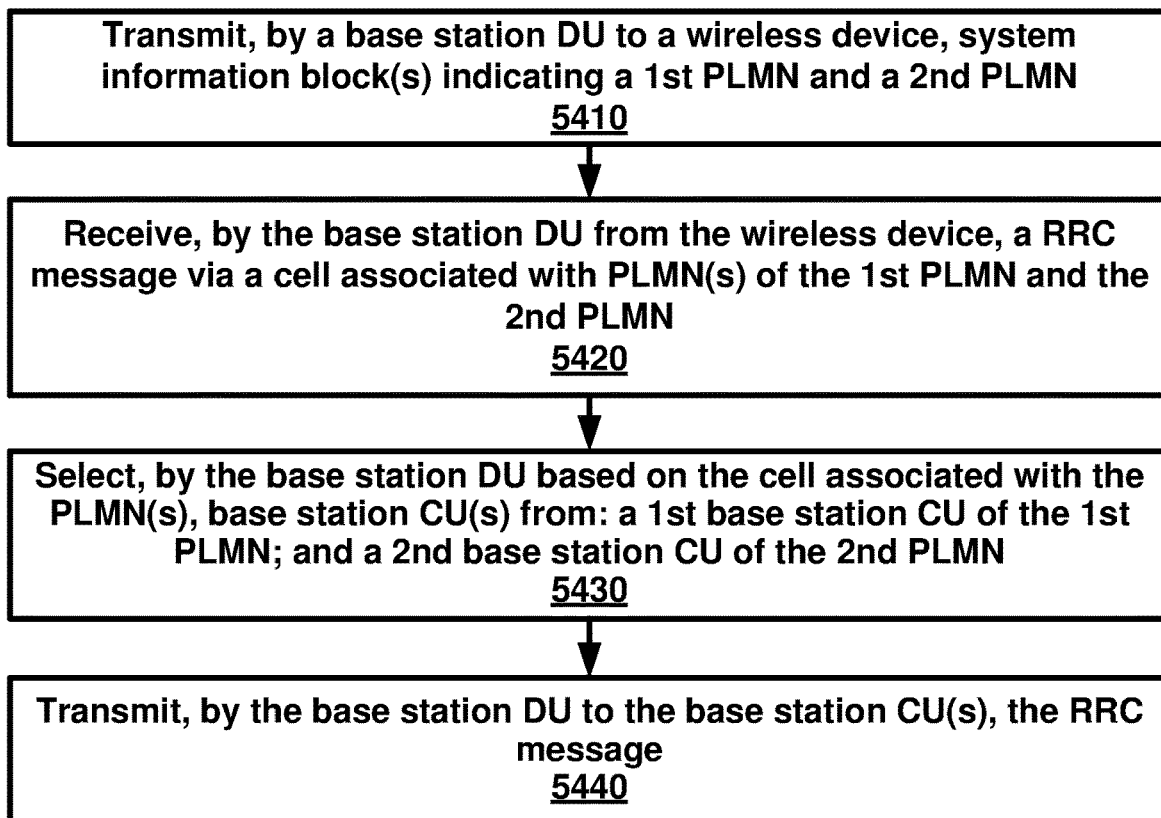 Transmit, by a base station DU to a wireless device, system
information block(s) indicating a 1st PLMN and a 2nd PLMN
5410
Receive, by the base station DU from the wireless device, a RRC
message via a cell associated with PLMN(s) of the 1st PLMN and the
2nd PLMN
5420
Select, by the base station DU based on the cell associated with the
PLMN(s), base station CU(s) from: a 1st base station CU of the 1st
PLMN; and a 2nd base station CU of the 2nd PLMN
5430
Transmit, by the base station DU to the base station CU(s), the RRC
message
5440